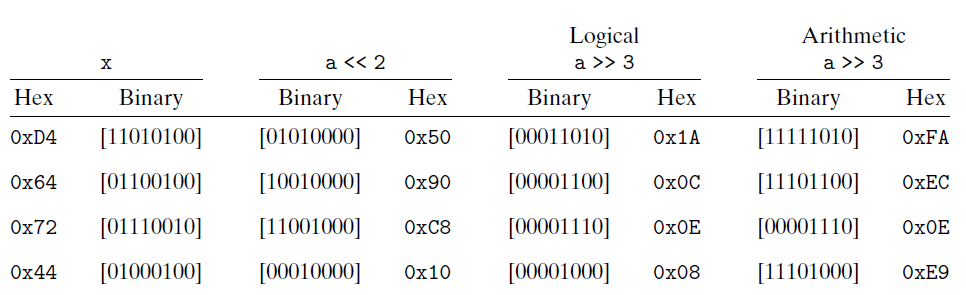 Logical Arithmetic
x a << 2 a >> 3 a >> 3
Hex Binary Binary Hex Binary Hex Binary Hex
0xD4 [11010100] [01010000] 0x50 [00011010] 0x1A [11111010] 0xFA
0x64 [01100100] [10010000] 0x90 [00001100] 0x0C [11101100] 0xEC
0x72 [01110010] [11001000] 0xC8 [00001110] 0x0E [00001110] 0x0E
0x44 [01000100] [00010000] 0x10 [00001000] 0x08 [11101000] 0xE9